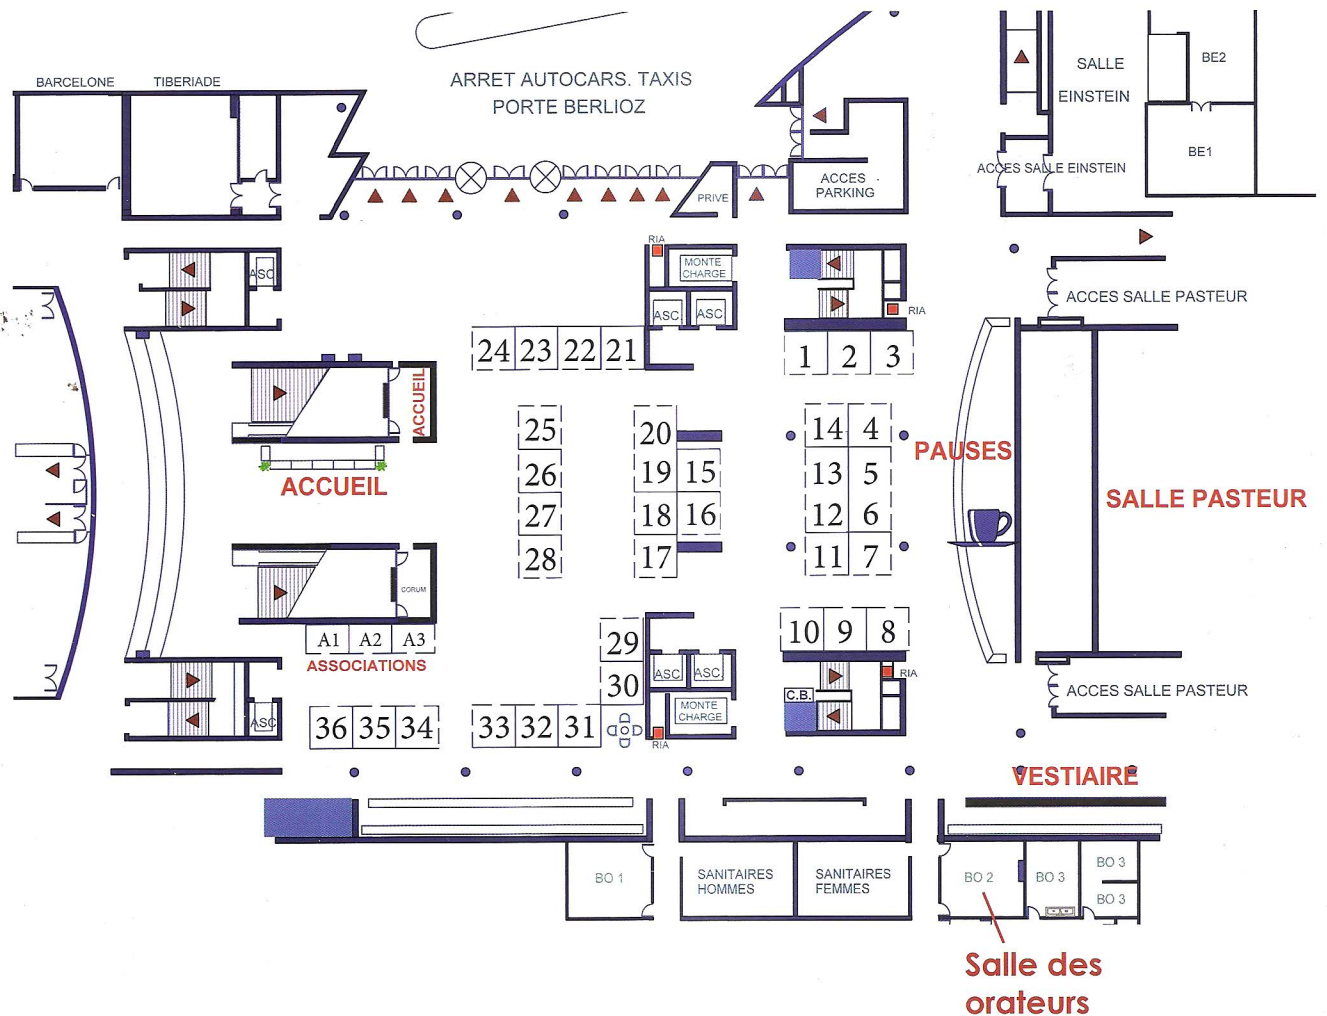 BARCELONE
TIBERIADE
ARRET AUTOCARS. TAXIS
PORTE BERLIOZ
SALLE
EINSTEIN
BE2
BE1
ACCES SALLE EINSTEIN
ACCES
PARKING
PRIVE
RIA
MONTE
CHARGE
ASC
ASC.
ASC
RIA
ACCES SALLE PASTEUR
24 23 22 21
1 2 3
ACCUEIL
25
26
27
28
20
19 15
18 16
17
14 4
13 5
12 6
11 7
PAUSES
SALLE PASTEUR
ACCUEIL
CORUM
A1 A2 A3
ASSOCIATIONS
29
30
10 9 8
ASC
ASC
RIA
C.B.
ACCES SALLE PASTEUR
MONTE
CHARGE
ASC
36 35 34
33 32 31
RIA
VESTIAIRE
BO 1
SANITAIRES
HOMMES
SANITAIRES
FEMMES
BO 2
BO 3
BO 3
BO 3
Salle des
orateurs